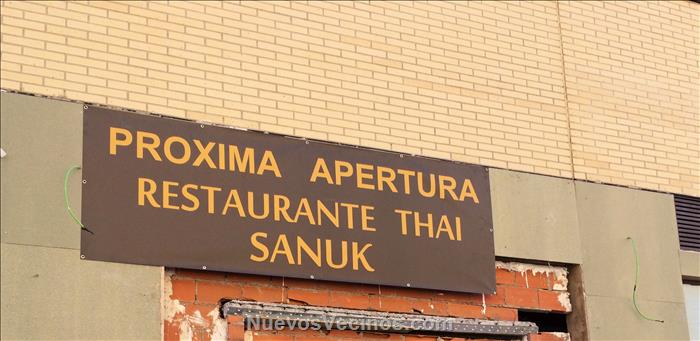 PROXIMA APERTURA
RESTAURANTE THAI
SANUK
NuevosVecinos.com